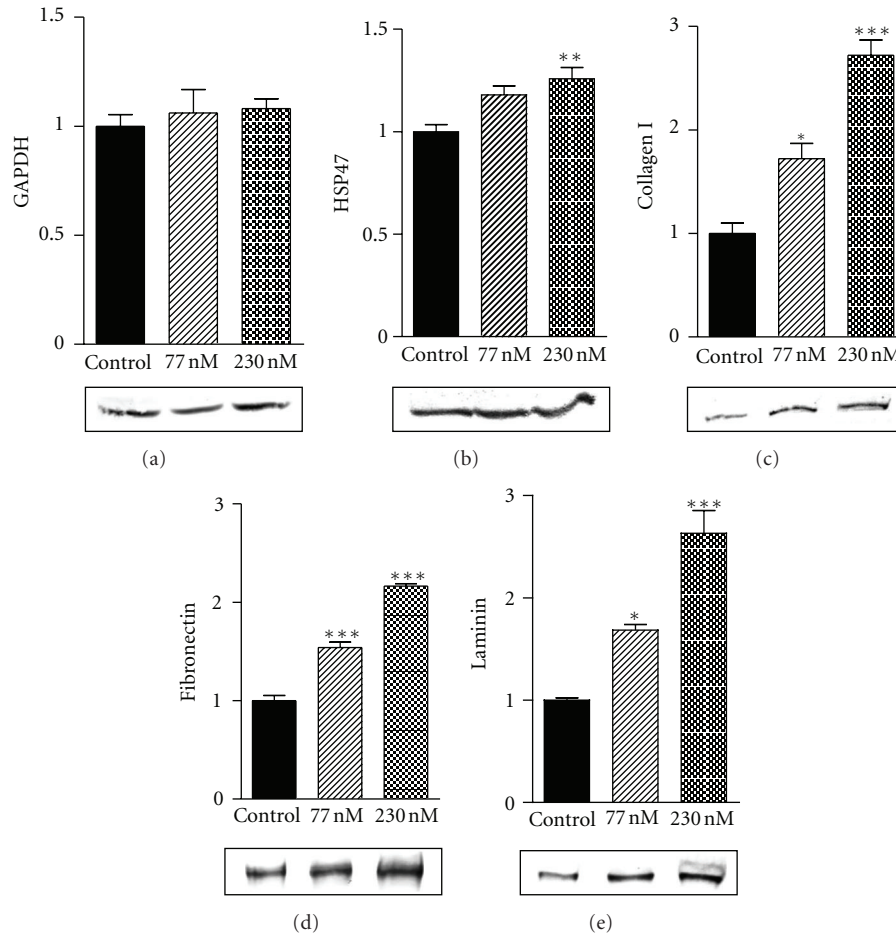 1.5
1
0.5
0
GAPDH
Control 77 nM 230 nM
(a)
1.5
1
0.5
0
HSP47
**
Control 77 nM 230 nM
(b)
3
2
1
0
Collagen I
*
***
Control 77 nM 230 nM
(c)
3
2
1
0
Fibronectin
***
***
Control 77 nM 230 nM
(d)
3
2
1
0
Laminin
*
***
Control 77 nM 230 nM
(e)